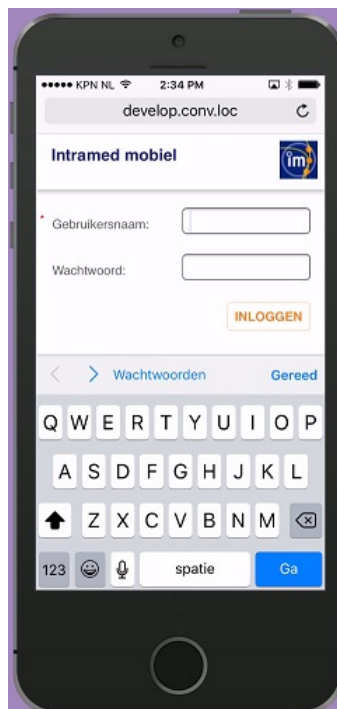 KPN NL 2:34 PM
develop.conv.loc
Intramed mobiel
im
* Gebruikersnaam:
Wachtwoord:
INLOGGEN
Wachtwoorden Gereed
Q W E R T Y U I O P
A S D F G H J K L
Z X C V B N M
123 spatie Ga